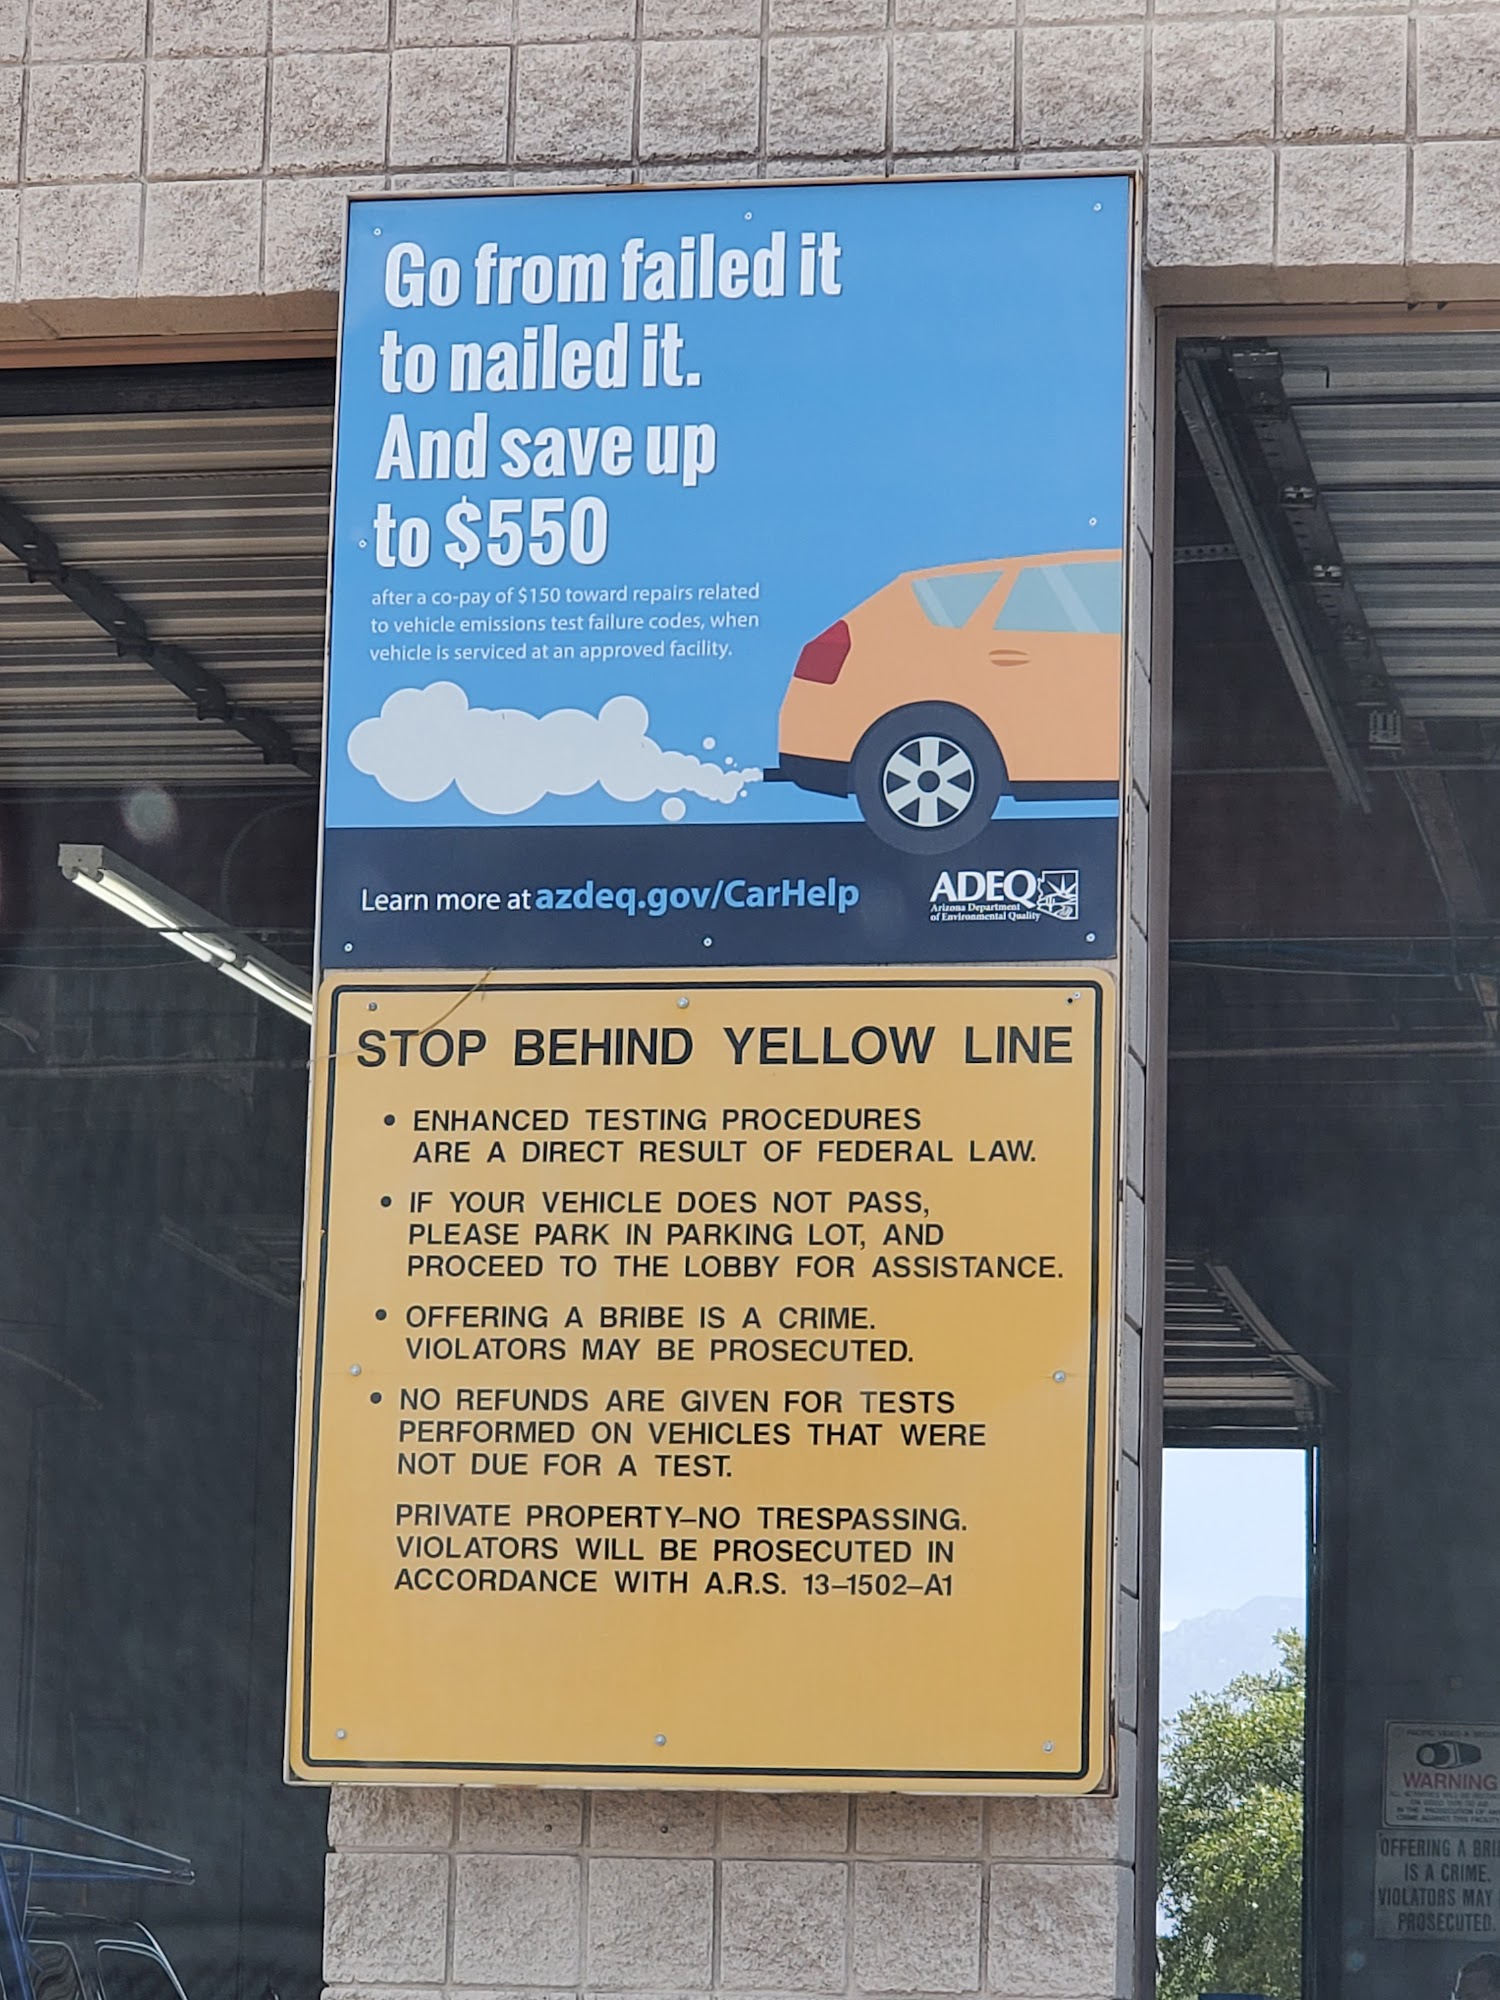 Go from failed it
to nailed it.
And save up
to $550
after a co-pay of $150 toward repairs related
to vehicle emissions test failure codes, when
vehicle is serviced at an approved facility.
Learn more at azdeq.gov/CarHelp
ADEQ
Arizona Department
of Environmental Quality
STOP BEHIND YELLOW LINE
• ENHANCED TESTING PROCEDURES
ARE A DIRECT RESULT OF FEDERAL LAW.
• IF YOUR VEHICLE DOES NOT PASS,
PLEASE PARK IN PARKING LOT, AND
PROCEED TO THE LOBBY FOR ASSISTANCE.
• OFFERING A BRIBE IS A CRIME.
VIOLATORS MAY BE PROSECUTED.
• NO REFUNDS ARE GIVEN FOR TESTS
PERFORMED ON VEHICLES THAT WERE
NOT DUE FOR A TEST.
PRIVATE PROPERTY–NO TRESPASSING.
VIOLATORS WILL BE PROSECUTED IN
ACCORDANCE WITH A.R.S. 13–1502–A1
WARNING
OFFERING A BRI
IS A CRIME.
VIOLATORS MAY
PROSECUTED.